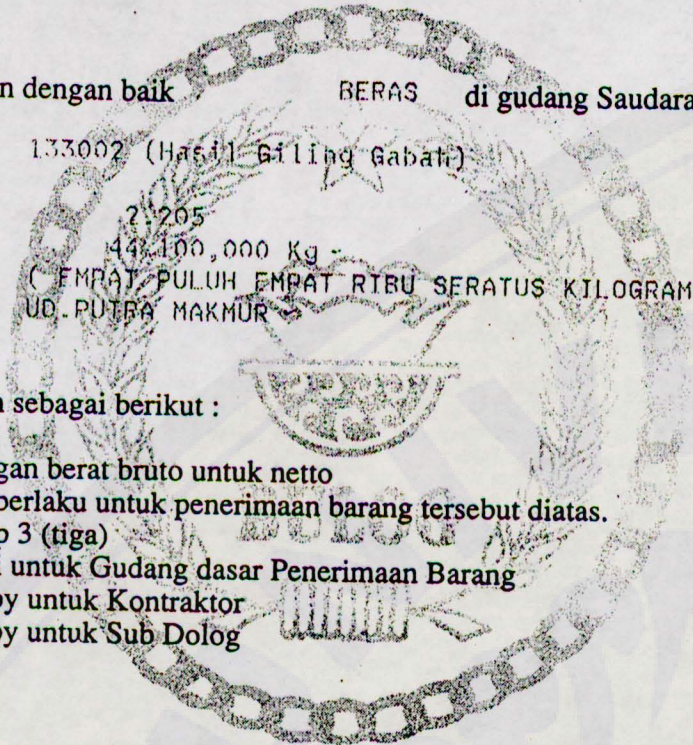 n dengan baik BERAS di gudang Saudara
133002 (Hasil Giling Gabah)
2.205
44.100,000 Kg -
( EMPAT PULUH EMPAT RIBU SERATUS KILOGRAM
UD.PUTRA MAKMUR
n sebagai berikut :
gan berat bruto untuk netto
berlaku untuk penerimaan barang tersebut diatas.
p 3 (tiga)
untuk Gudang dasar Penerimaan Barang
py untuk Kontraktor
py untuk Sub Dolog
BULOG